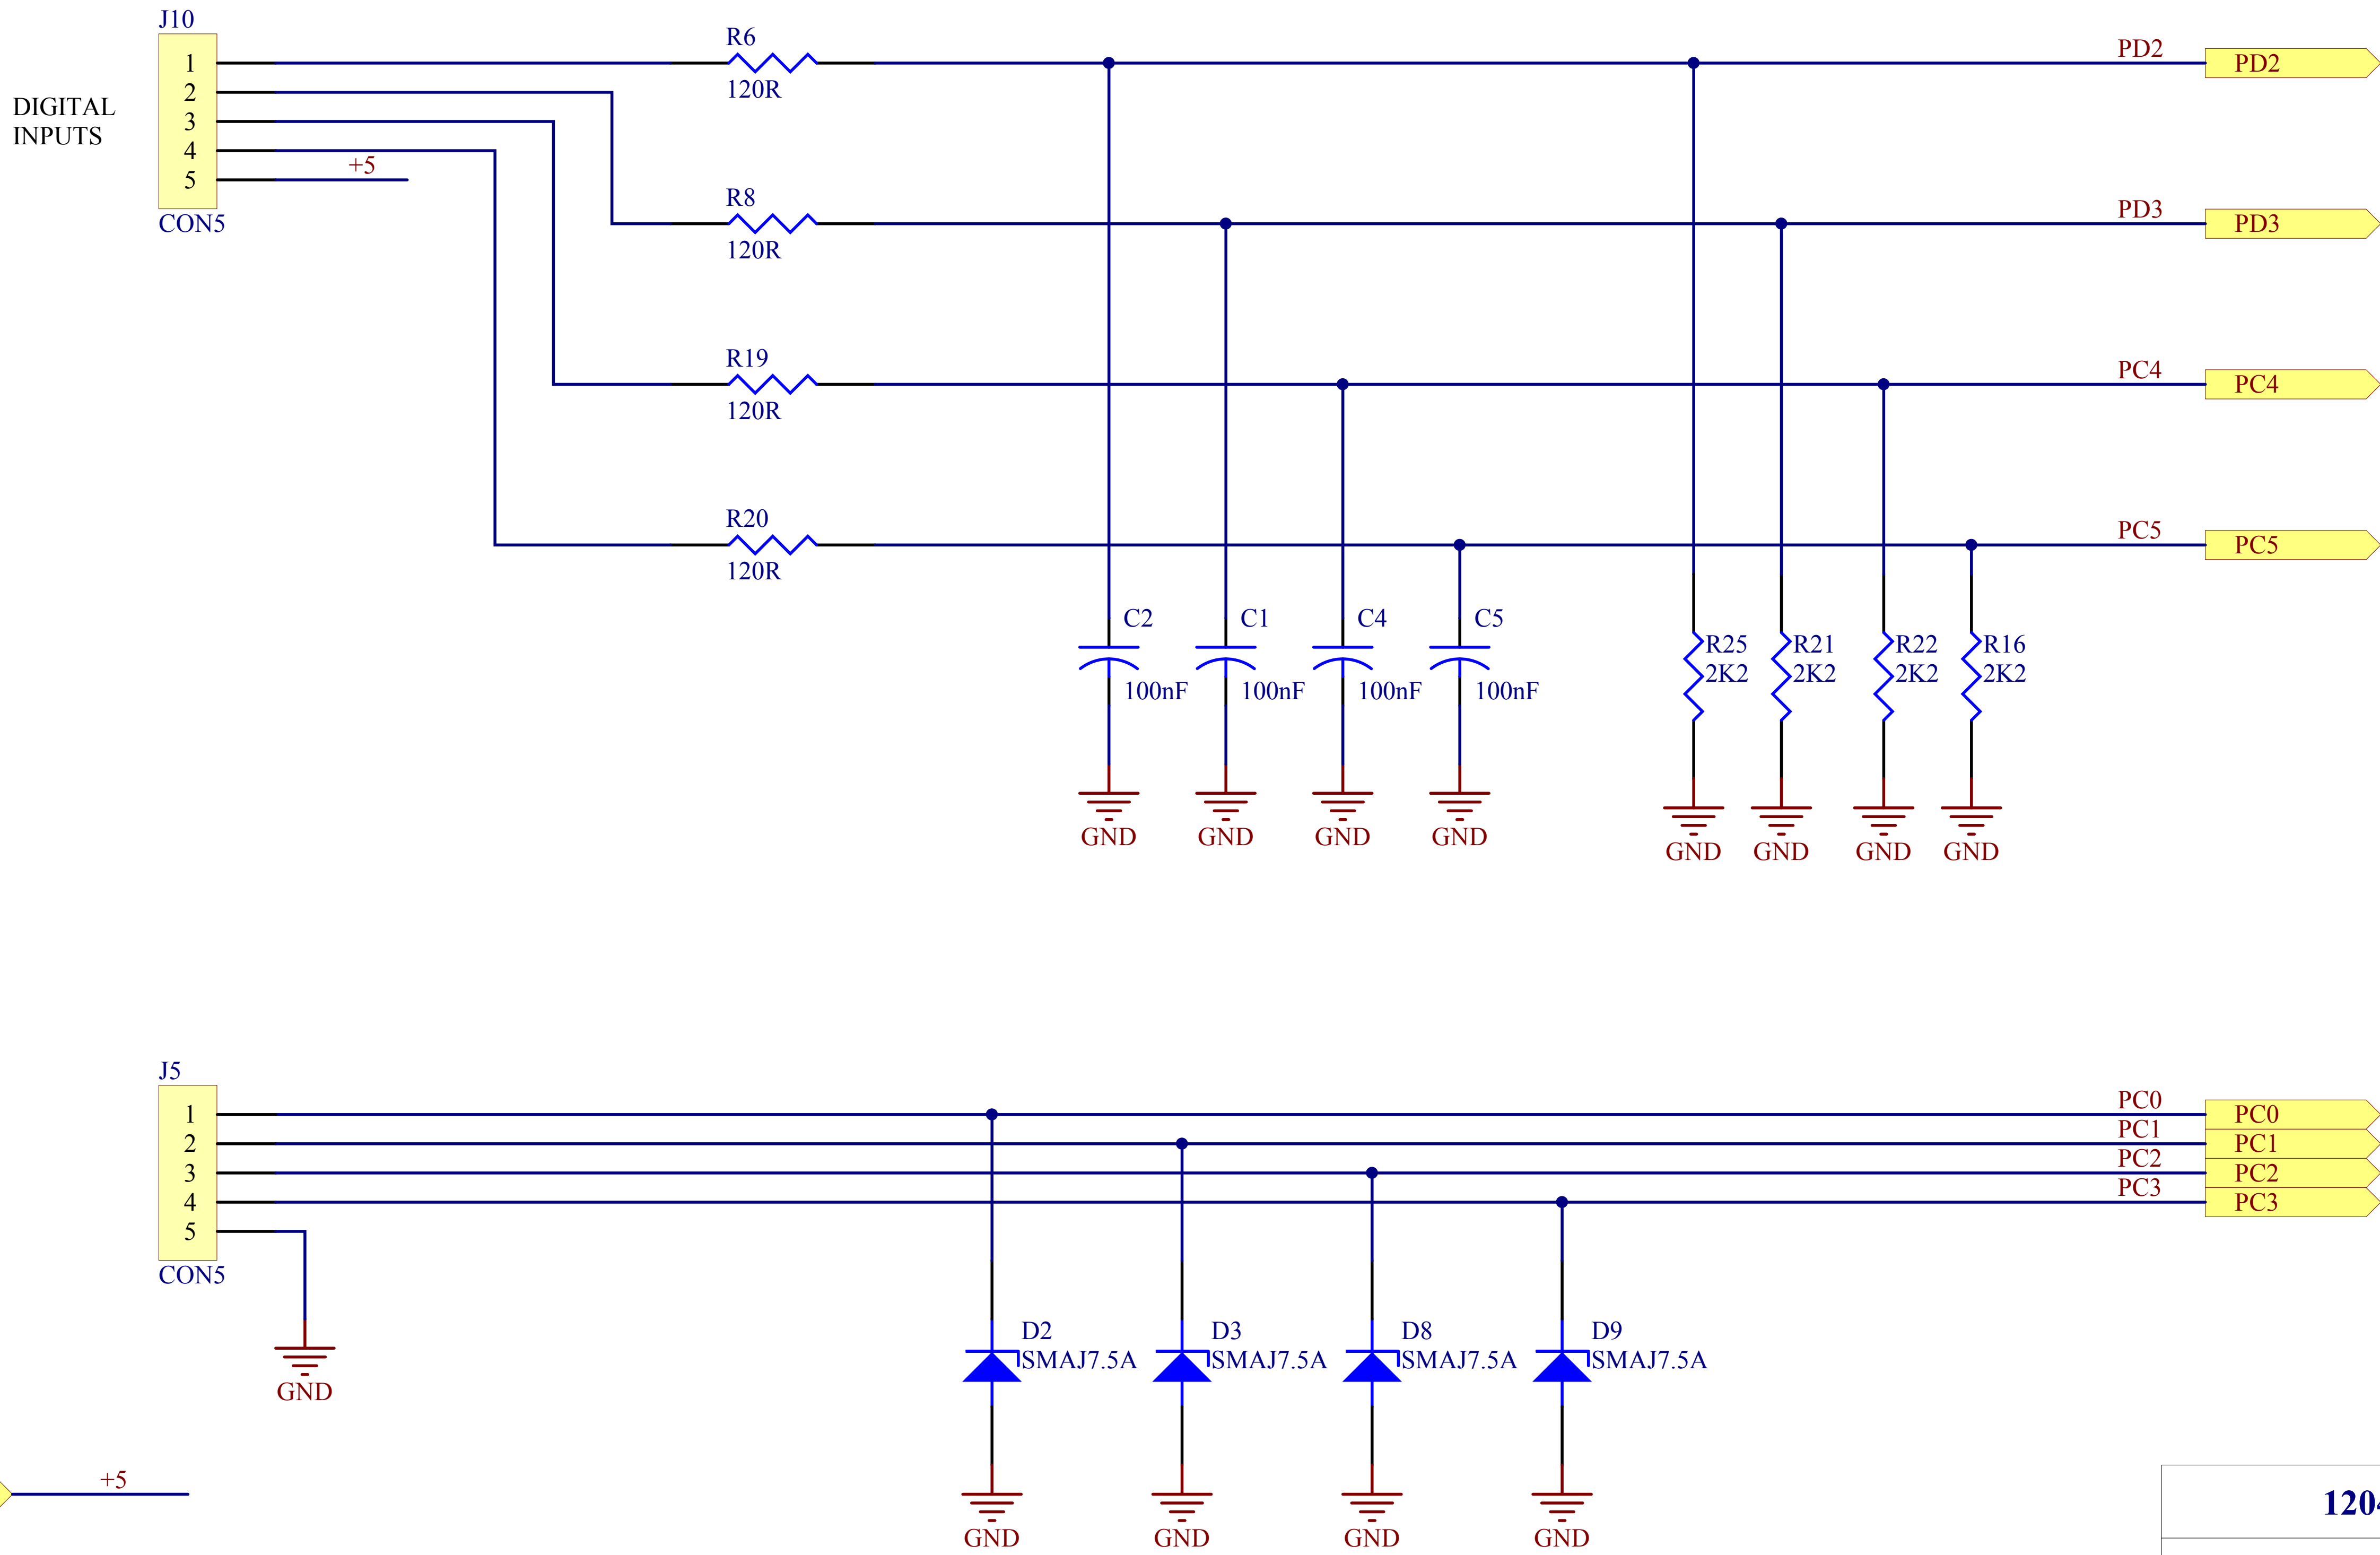 J10
1
2
3
4
5
CON5
DIGITAL
INPUTS
+5
R6
120R
R8
120R
R19
120R
R20
120R
PD2
PD2
PD3
PD3
PC4
PC4
PC5
PC5
C2
100nF
C1
100nF
C4
100nF
C5
100nF
R25
2K2
R21
2K2
R22
2K2
R16
2K2
GND
GND
GND
GND
GND
GND
GND
GND
J5
1
2
3
4
5
CON5
GND
PC0
PC0
PC1
PC1
PC2
PC2
PC3
PC3
D2
SMAJ7.5A
D3
SMAJ7.5A
D8
SMAJ7.5A
D9
SMAJ7.5A
GND
GND
GND
GND
+5